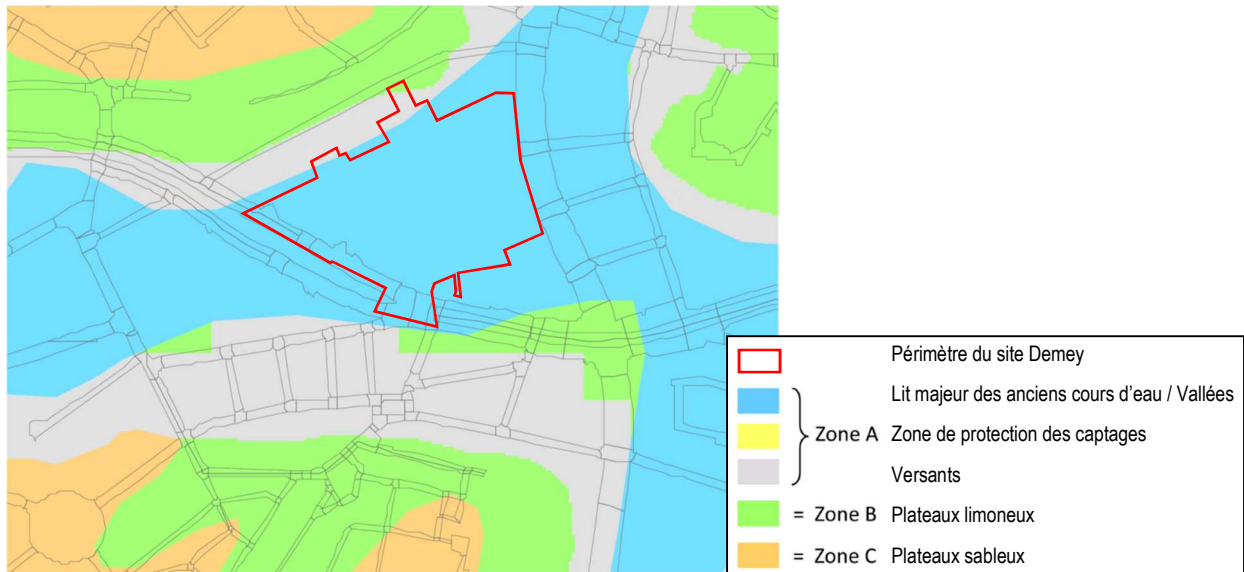 Périmètre du site Demey
Lit majeur des anciens cours d'eau / Vallées
Zone A Zone de protection des captages
Versants
= Zone B Plateaux limoneux
= Zone C Plateaux sableux